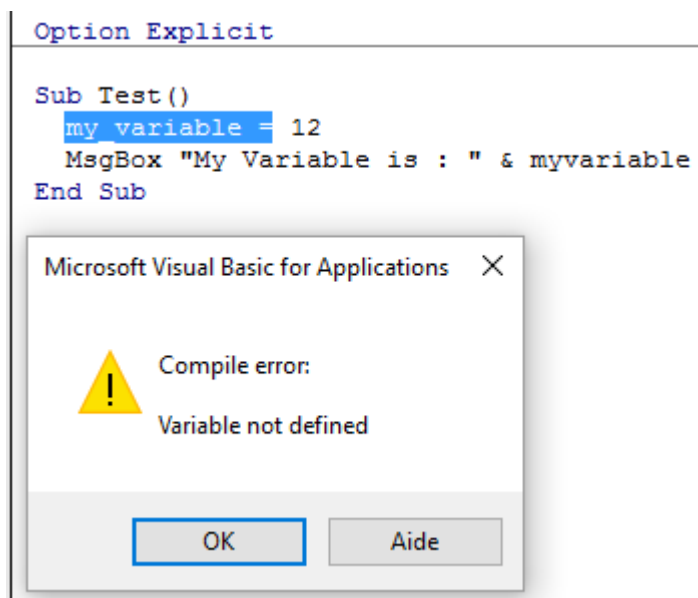 Option Explicit
Sub Test()
my_variable = 12
MsgBox "My Variable is : " & myvariable
End Sub
Microsoft Visual Basic for Applications
Compile error:
Variable not defined
OK Aide